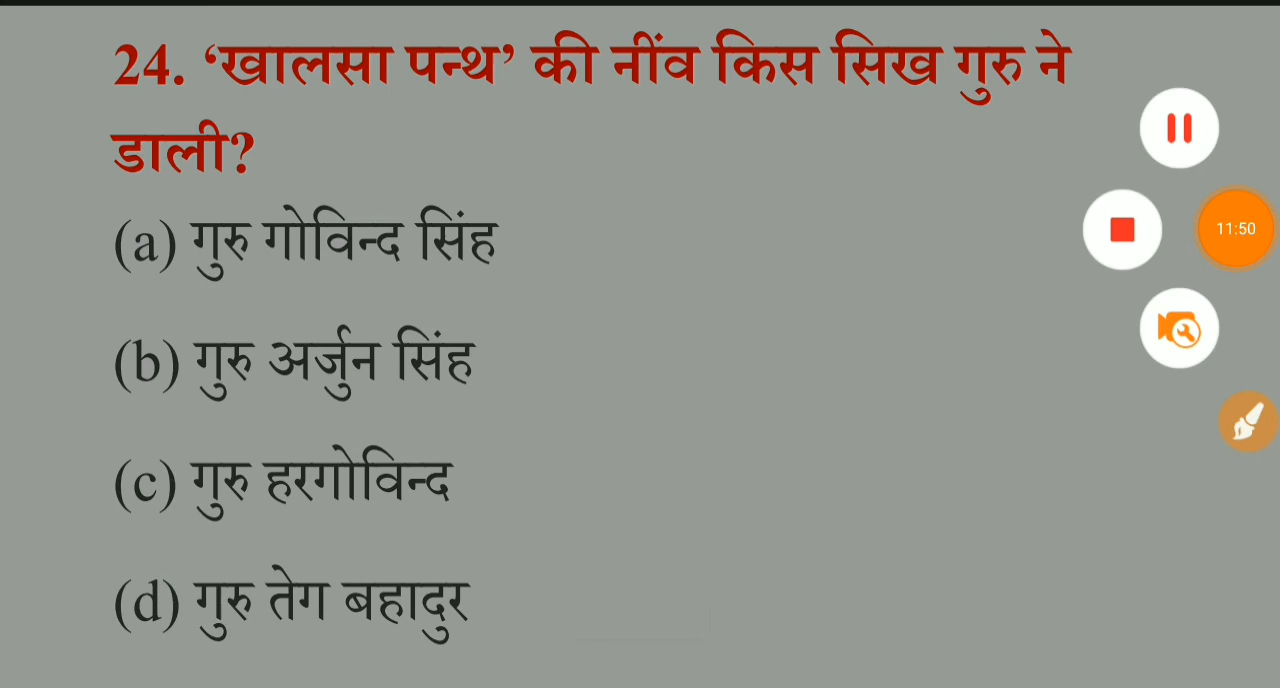 24. ‘खालसा पन्थ’ की नींव किस सिख गुरु ने
डाली?
(a) गुरु गोविन्द सिंह
(b) गुरु अर्जुन सिंह
(c) गुरु हरगोविन्द
(d) गुरु तेग बहादुर
11:50